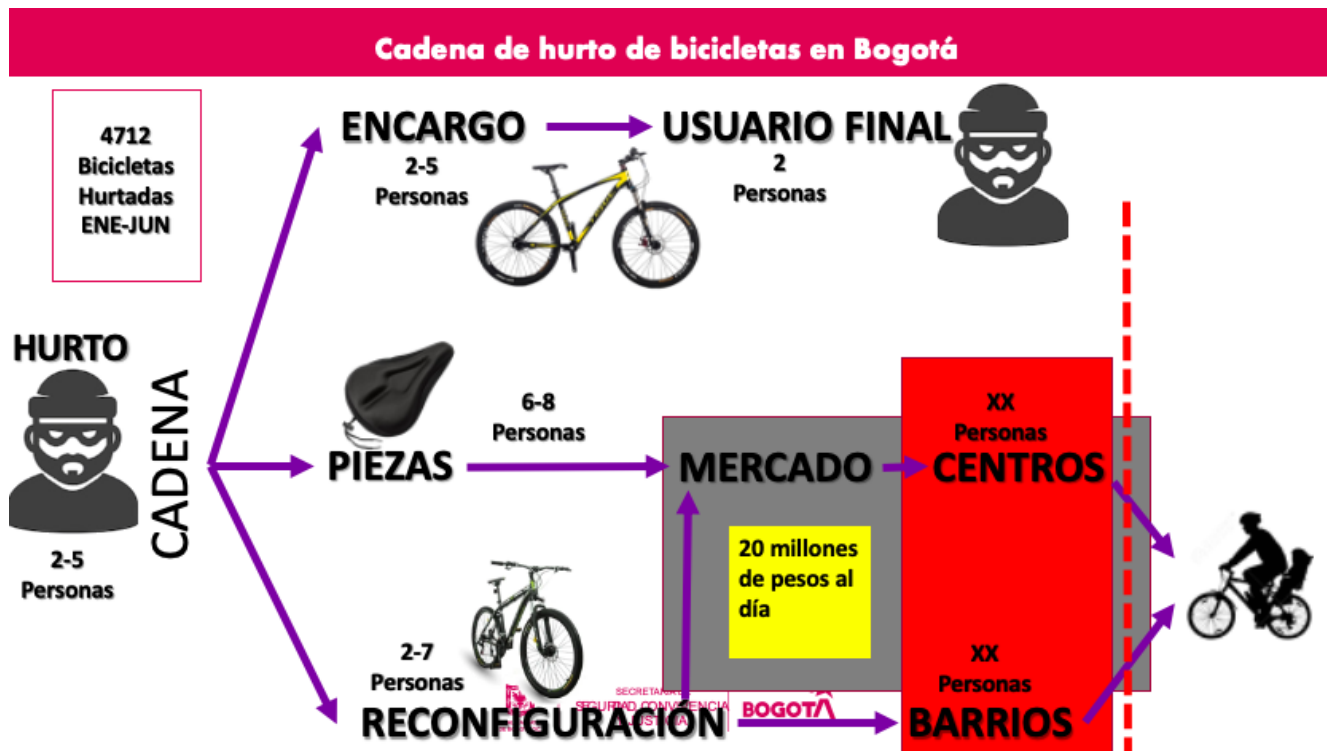 Cadena de hurto de bicicletas en Bogotá
4712
Bicicletas
Hurtadas
ENE-JUN
ENCARGO
2-5
Personas
USUARIO FINAL
2
Personas
HURTO
2-5
Personas
CADENA
PIEZAS
6-8
Personas
MERCADO
XX
Personas
CENTROS
20 millones
de pesos al
día
2-7
Personas
RECONFIGURACIÓN
BOGOTÁ
XX
Personas
BARRIOS